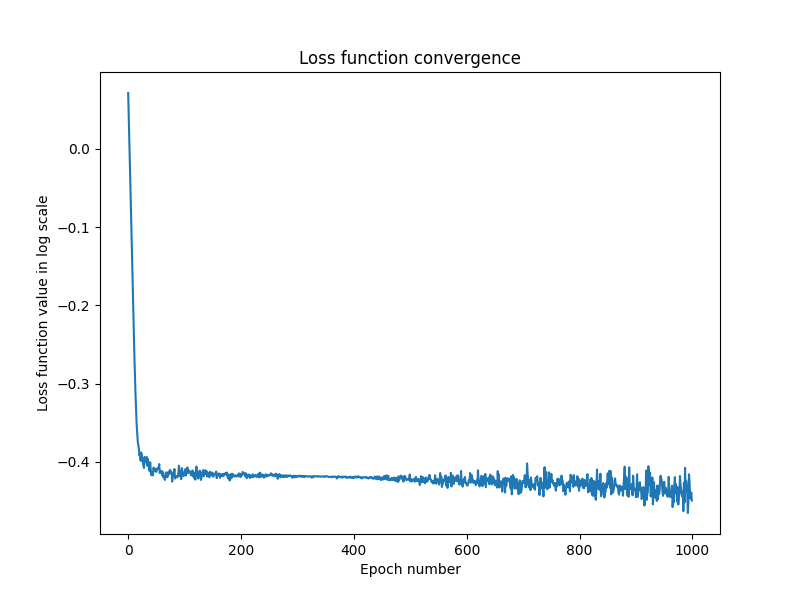 Loss function convergence
Loss function value in log scale
0.0
−0.1
−0.2
−0.3
−0.4
0 200 400 600 800 1000
Epoch number